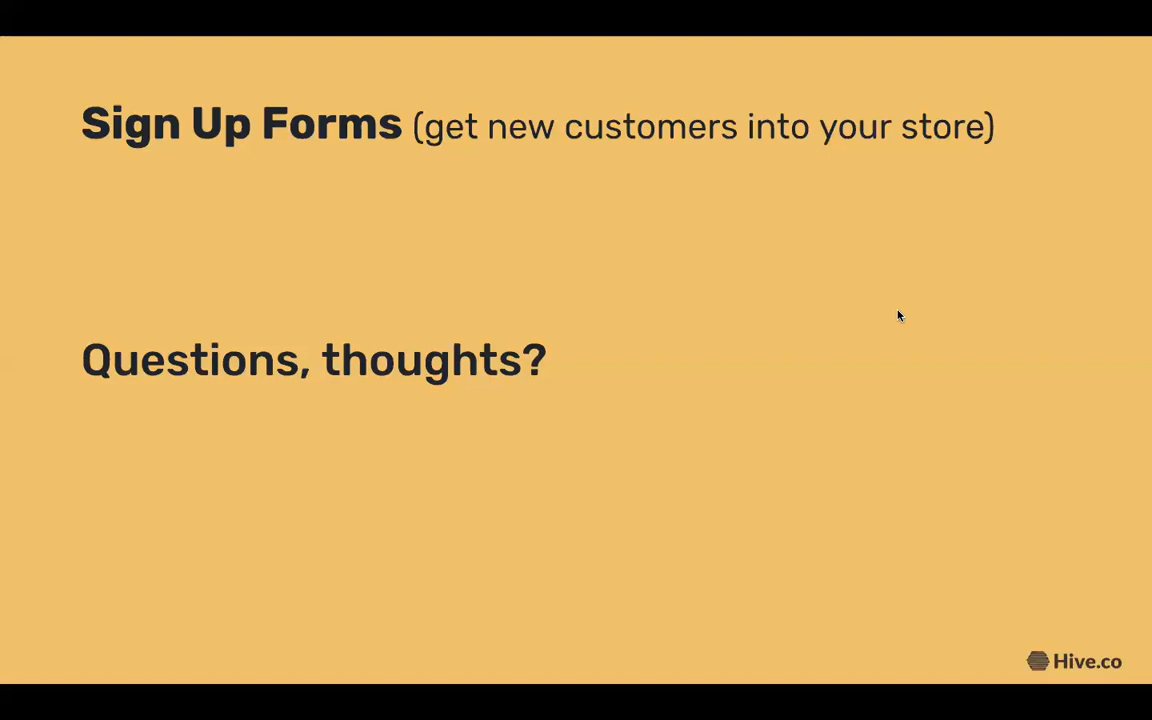 Sign Up Forms (get new customers into your store)
Questions, thoughts?
Hive.co